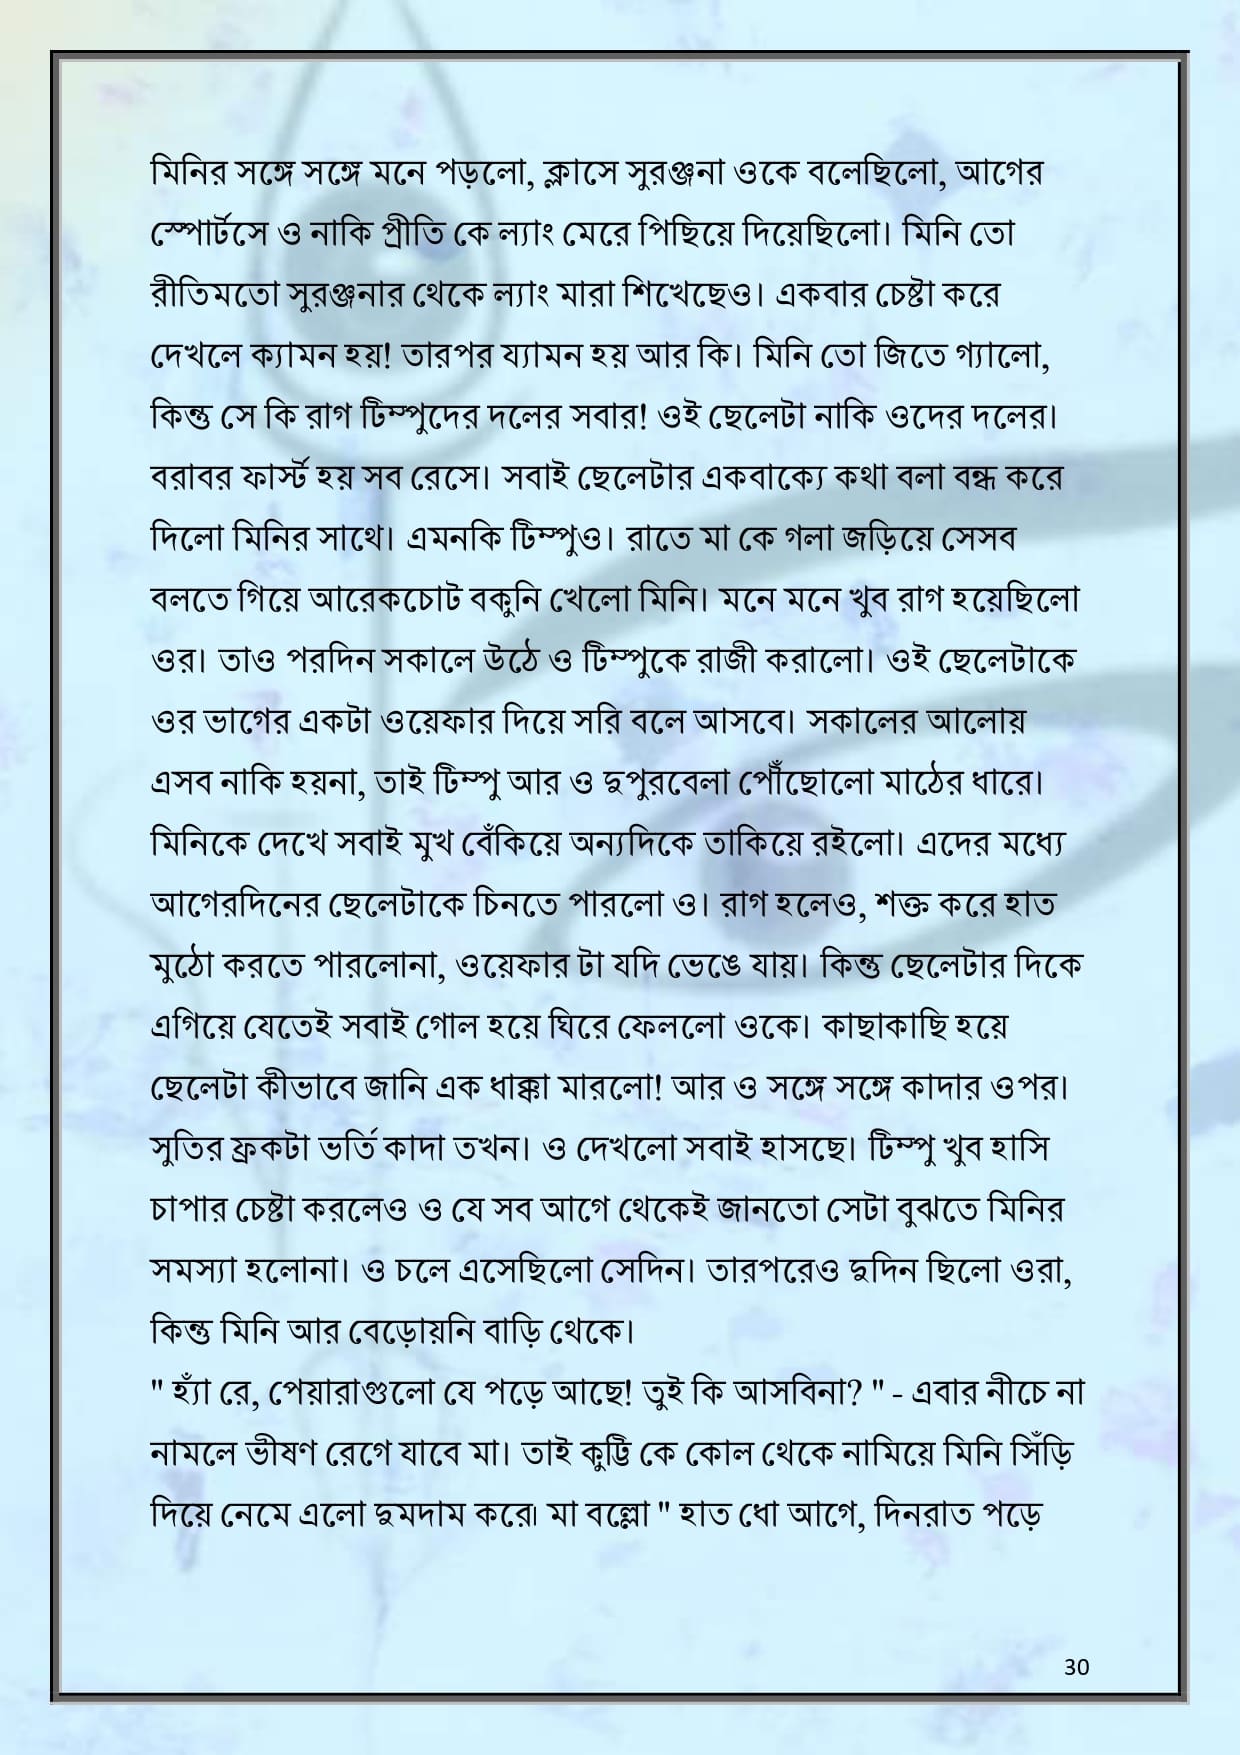 মিনির সঙ্গে সঙ্গে মনে পড়লো, ক্লাসে সুরঞ্জনা ওকে বলেছিলো, আগের
স্পোর্টসে ও নাকি প্রীতি কে ল্যাং মেরে পিছিয়ে দিয়েছিলো। মিনি তো
রীতিমতো সুরঞ্জনার থেকে ল্যাং মারা শিখেছেও। একবার চেষ্টা করে
দেখলে ক্যামন হয়! তারপর য্যামন হয় আর কি। মিনি তো জিতে গ্যালো,
কিন্তু সে কি রাগ টিম্পুদের দলের সবার! ওই ছেলেটা নাকি ওদের দলের।
বরাবর ফার্স্ট হয় সব রেসে। সবাই ছেলেটার একবাক্যে কথা বলা বন্ধ করে
দিলো মিনির সাথে। এমনকি টিম্পুও। রাতে মা কে গলা জড়িয়ে সেসব
বলতে গিয়ে আরেকচোট বকুনি খেলো মিনি। মনে মনে খুব রাগ হয়েছিলো
ওর। তাও পরদিন সকালে উঠে ও টিম্পুকে রাজী করালো। ওই ছেলেটাকে
ওর ভাগের একটা ওয়েফার দিয়ে সরি বলে আসবে। সকালের আলোয়
এসব নাকি হয়না, তাই টিম্পু আর ও দুপুরবেলা পৌঁছোলো মাঠের ধারে।
মিনিকে দেখে সবাই মুখ বেঁকিয়ে অন্যদিকে তাকিয়ে রইলো। এদের মধ্যে
আগেরদিনের ছেলেটাকে চিনতে পারলো ও। রাগ হলেও, শক্ত করে হাত
মুঠো করতে পারলোনা, ওয়েফার টা যদি ভেঙে যায়। কিন্তু ছেলেটার দিকে
এগিয়ে যেতেই সবাই গোল হয়ে ঘিরে ফেললো ওকে। কাছাকাছি হয়ে
ছেলেটা কীভাবে জানি এক ধাক্কা মারলো! আর ও সঙ্গে সঙ্গে কাদার ওপর।
সুতির ফ্রকটা ভর্তি কাদা তখন। ও দেখলো সবাই হাসছে। টিম্পু খুব হাসি
চাপার চেষ্টা করলেও ও যে সব আগে থেকেই জানতো সেটা বুঝতে মিনির
সমস্যা হলোনা। ও চলে এসেছিলো সেদিন। তারপরেও দুদিন ছিলো ওরা,
কিন্তু মিনি আর বেড়োয়নি বাড়ি থেকে।
" হ্যাঁ রে, পেয়ারাগুলো যে পড়ে আছে! তুই কি আসবিনা? " - এবার নীচে না
নামলে ভীষণ রেগে যাবে মা। তাই কুট্টি কে কোল থেকে নামিয়ে মিনি সিঁড়ি
দিয়ে নেমে এলো দুমদাম করে৷ মা বল্লো " হাত ধো আগে, দিনরাত পড়ে
30